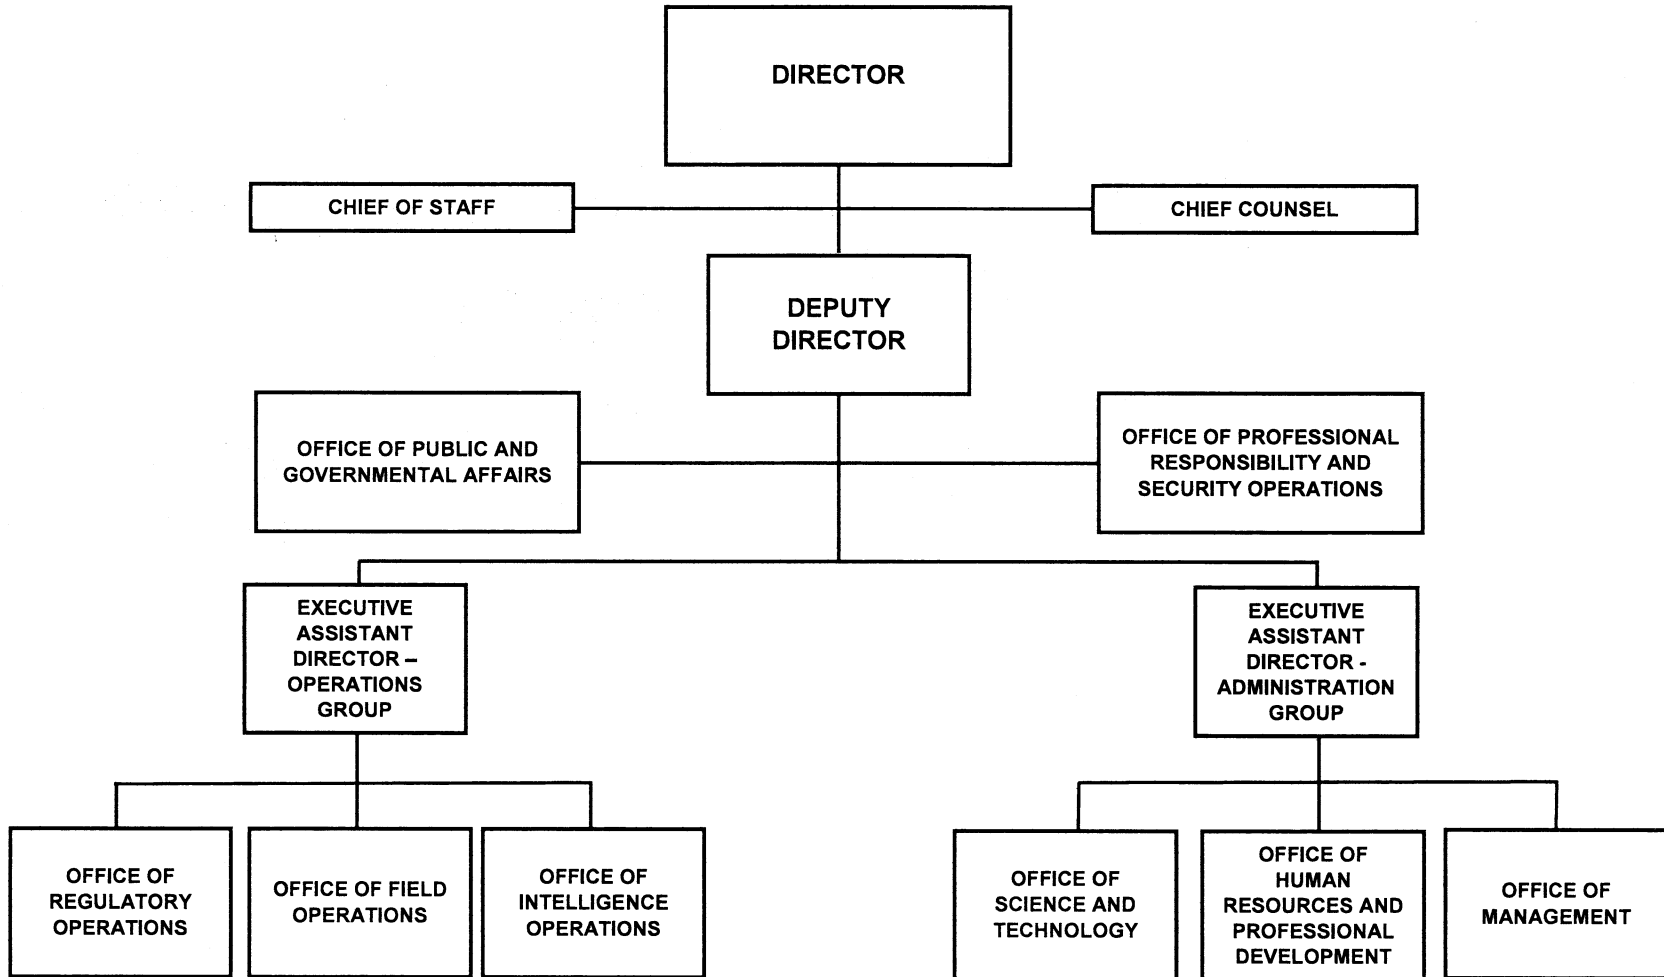 DIRECTOR
CHIEF OF STAFF
CHIEF COUNSEL
DEPUTY
DIRECTOR
OFFICE OF PUBLIC AND
GOVERNMENTAL AFFAIRS
OFFICE OF PROFESSIONAL
RESPONSIBILITY AND
SECURITY OPERATIONS
EXECUTIVE
ASSISTANT
DIRECTOR –
OPERATIONS
GROUP
EXECUTIVE
ASSISTANT
DIRECTOR -
ADMINISTRATION
GROUP
OFFICE OF
REGULATORY
OPERATIONS
OFFICE OF FIELD
OPERATIONS
OFFICE OF
INTELLIGENCE
OPERATIONS
OFFICE OF
SCIENCE AND
TECHNOLOGY
OFFICE OF
HUMAN
RESOURCES AND
PROFESSIONAL
DEVELOPMENT
OFFICE OF
MANAGEMENT